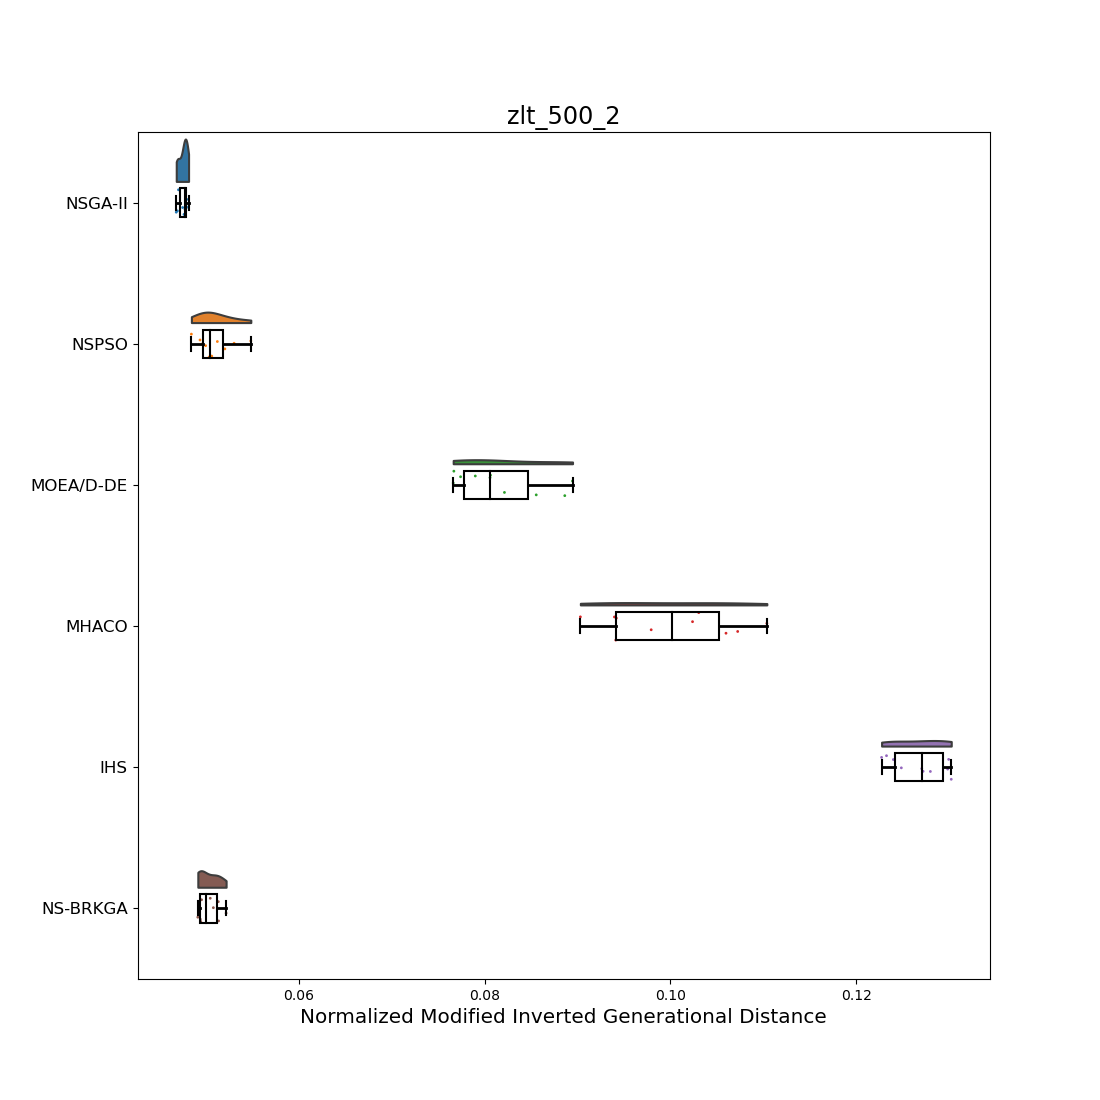 zlt_500_2
NSGA-II
NSPSO
MOEA/D-DE
MHACO
IHS
NS-BRKGA
0.06 0.08 0.10 0.12
Normalized Modified Inverted Generational Distance